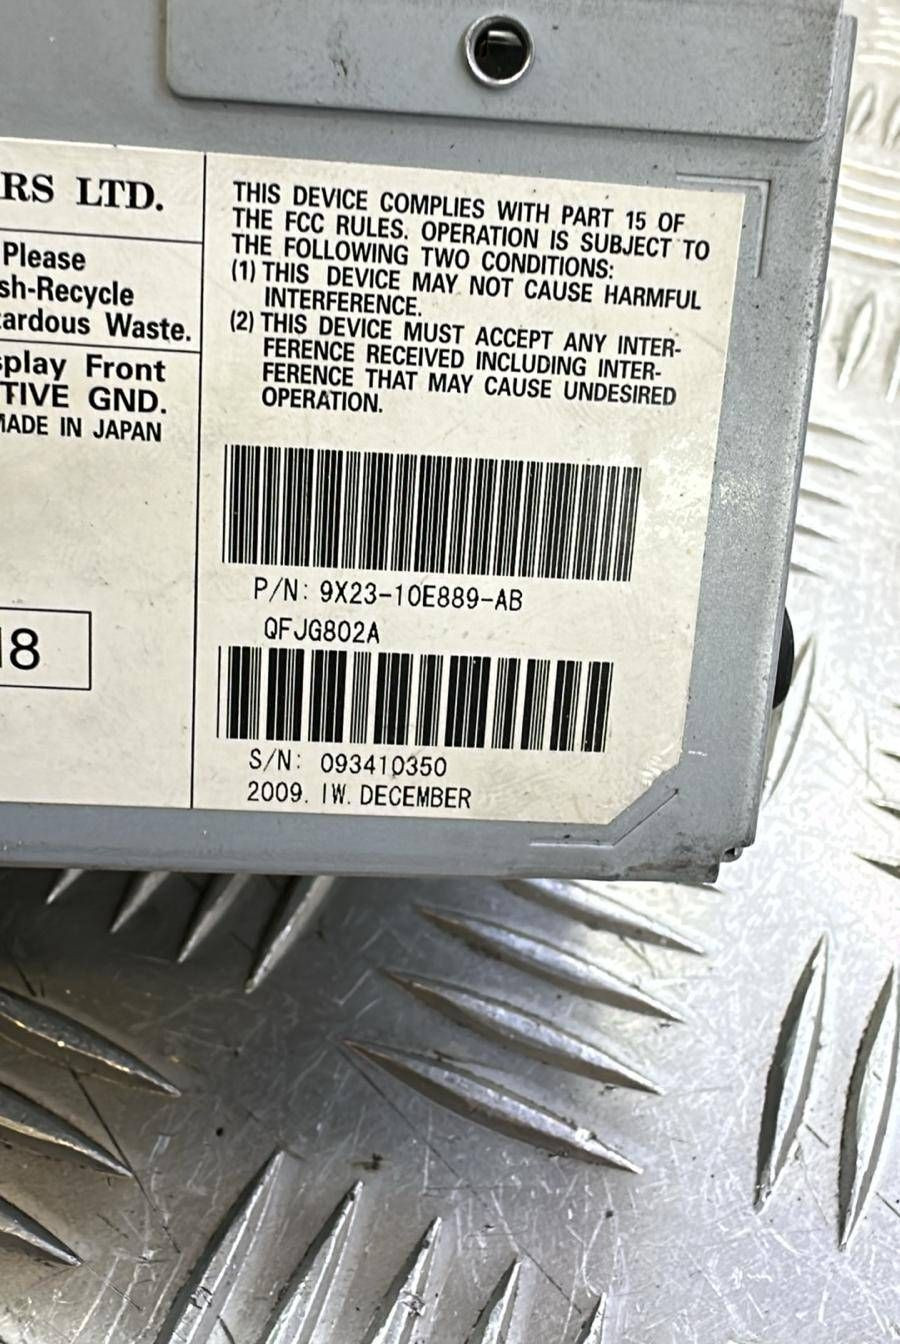 RS LTD.
Please
sh-Recycle
ardous Waste.
play Front
TIVE GND.
MADE IN JAPAN
18
THIS DEVICE COMPLIES WITH PART 15 OF
THE FCC RULES. OPERATION IS SUBJECT TO
THE FOLLOWING TWO CONDITIONS:
(1) THIS DEVICE MAY NOT CAUSE HARMFUL
INTERFERENCE.
(2) THIS DEVICE MUST ACCEPT ANY INTER-
FERENCE RECEIVED INCLUDING INTER-
FERENCE THAT MAY CAUSE UNDESIRED
OPERATION.
P/N: 9X23-10E889-AB
QFJG802A
S/N: 093410350
2009. IW. DECEMBER